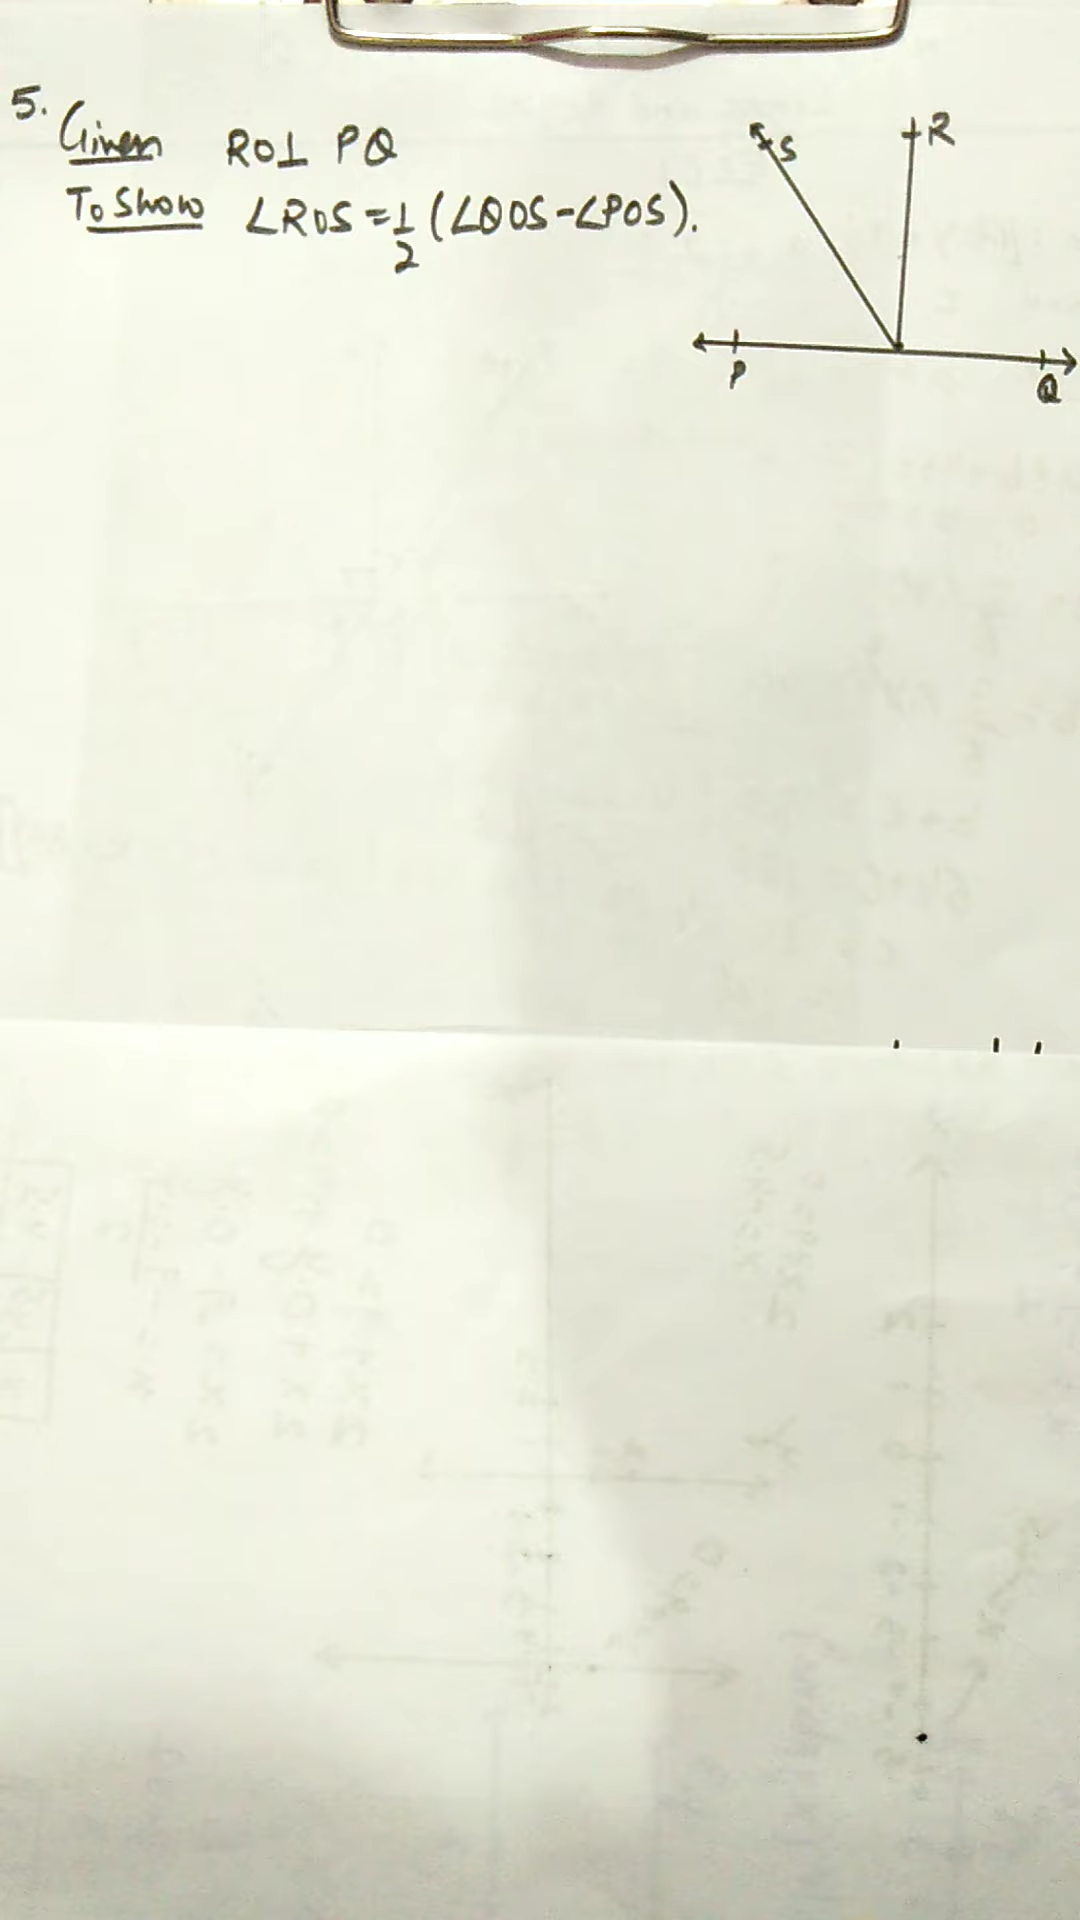 5.
Given RO⊥ PQ
To Show ∠ROS = 1/2 (∠QOS - ∠POS).
S
R
P
Q